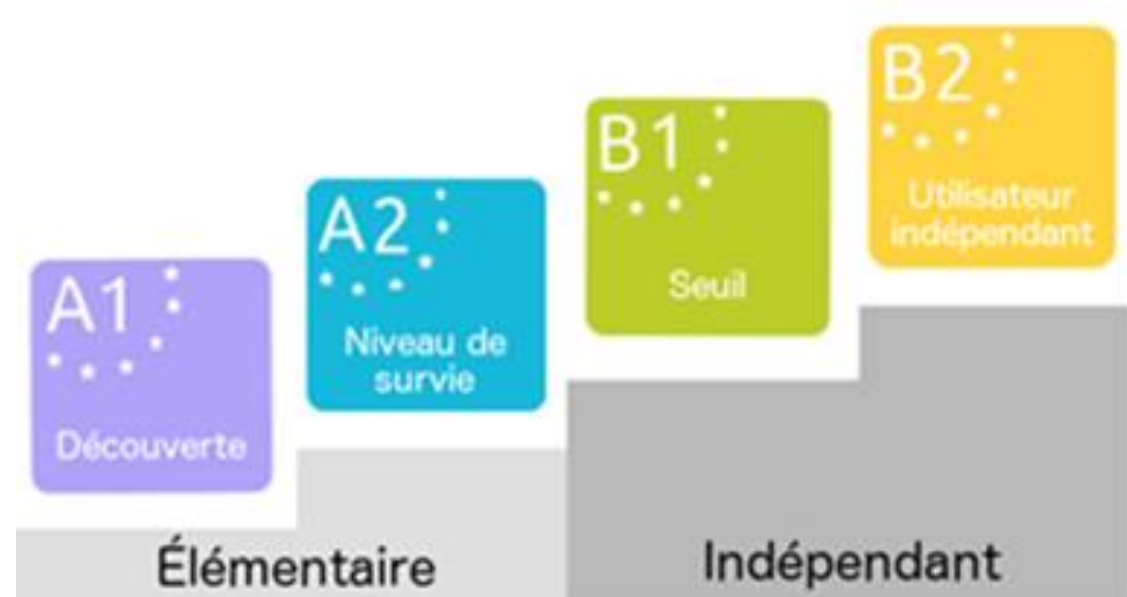 A1
Découverte
A2
Niveau de
survie
B1
Seuil
B2
Utilisateur
indépendant
Élémentaire
Indépendant